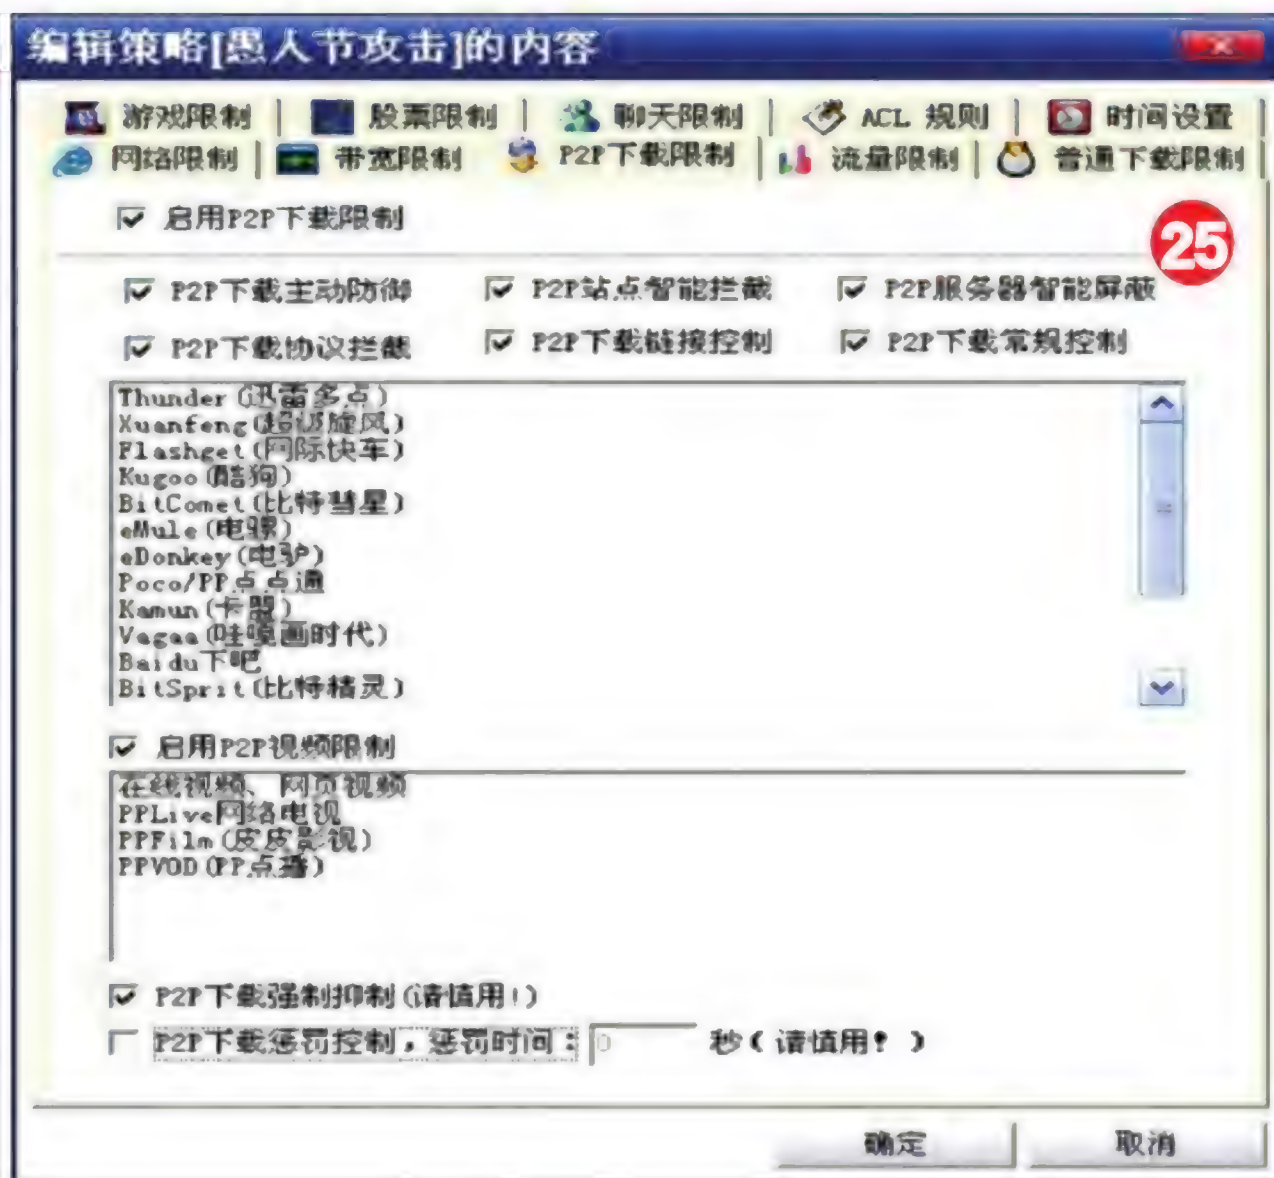 编辑策略[愚人节攻击]的内容
游戏限制 股票限制 聊天限制 ACL 规则 时间设置
网络限制 带宽限制 P2P下载限制 流量限制 普通下载限制
启用P2P下载限制
25
P2P下载主动防御 P2P站点智能拦截 P2P服务器智能屏蔽
P2P下载协议拦截 P2P下载链接控制 P2P下载常规控制
Thunder(迅雷多点)
Xuanfeng(超级旋风)
Flashget(网际快车)
Kugoo(酷狗)
BitComet(比特彗星)
eMule(电骡)
eDonkey(电驴)
Poco/PP点点通
Kamun(卡盟)
Vagaa(哇嘎画时代)
Baidu下吧
BitSprit(比特精灵)
启用P2P视频限制
在线视频、网页视频
PPLive网络电视
PPFilm(皮皮影视)
PPVOD(PP点播)
P2P下载强制抑制(请慎用!)
P2P下载惩罚控制，惩罚时间： 0 秒(请慎用! )
确定 取消